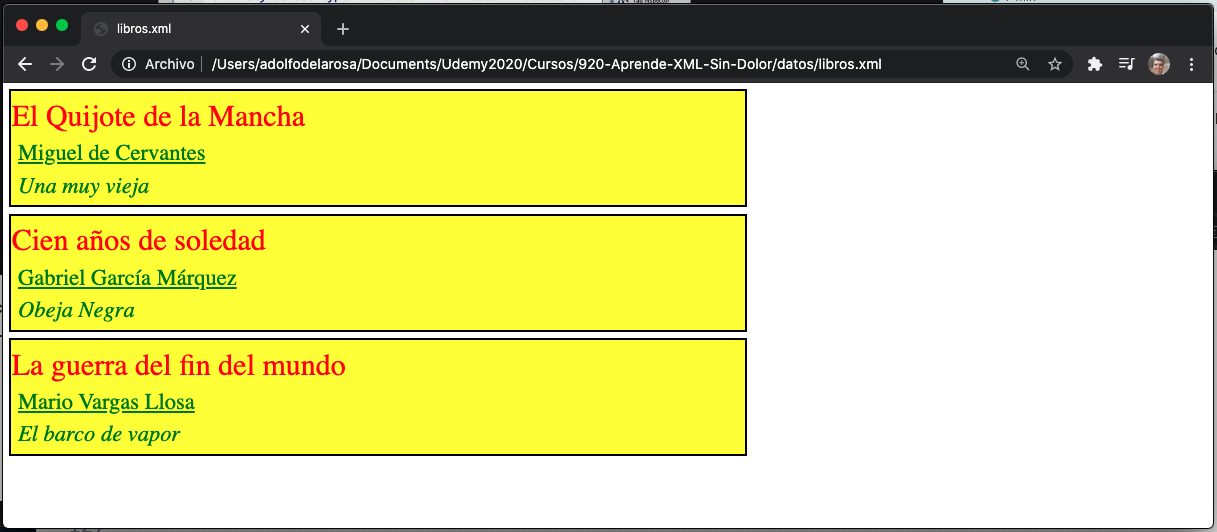 libros.xml
Archivo /Users/adolfodelarosa/Documents/Udemy2020/Cursos/920-Aprende-XML-Sin-Dolor/datos/libros.xml
El Quijote de la Mancha
Miguel de Cervantes
Una muy vieja
Cien años de soledad
Gabriel García Márquez
Obeja Negra
La guerra del fin del mundo
Mario Vargas Llosa
El barco de vapor